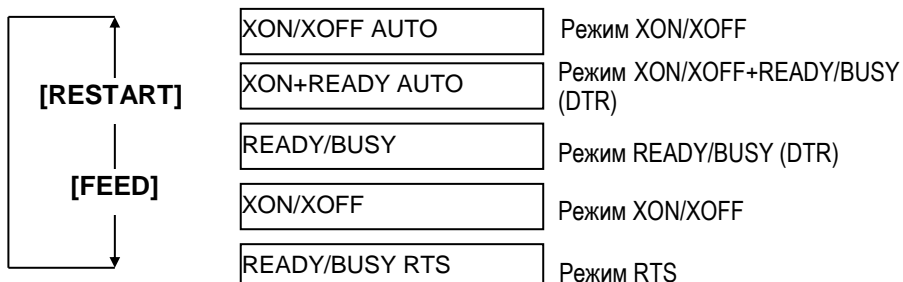 XON/XOFF AUTO Режим XON/XOFF
XON+READY AUTO Режим XON/XOFF+READY/BUSY
(DTR)
[RESTART]
READY/BUSY Режим READY/BUSY (DTR)
[FEED]
XON/XOFF Режим XON/XOFF
READY/BUSY RTS Режим RTS